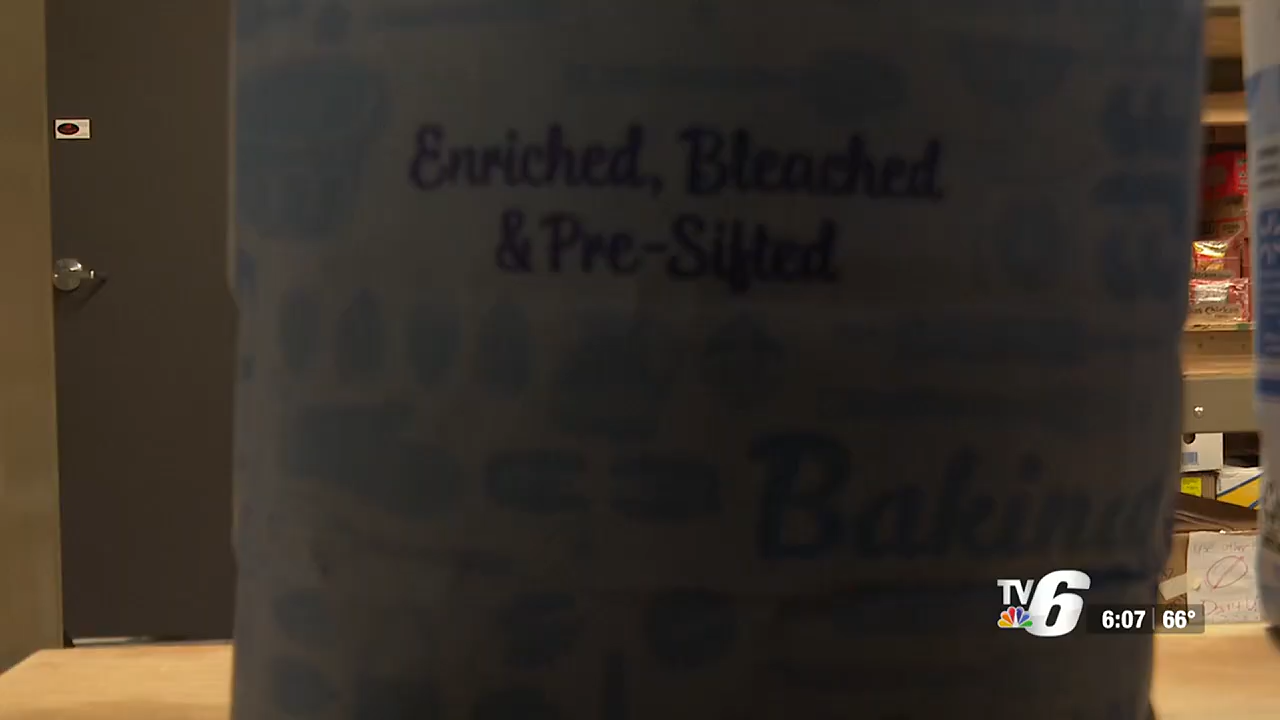 Enriched, Bleached
& Pre-Sifted
Baking
TV6
6:07 66°